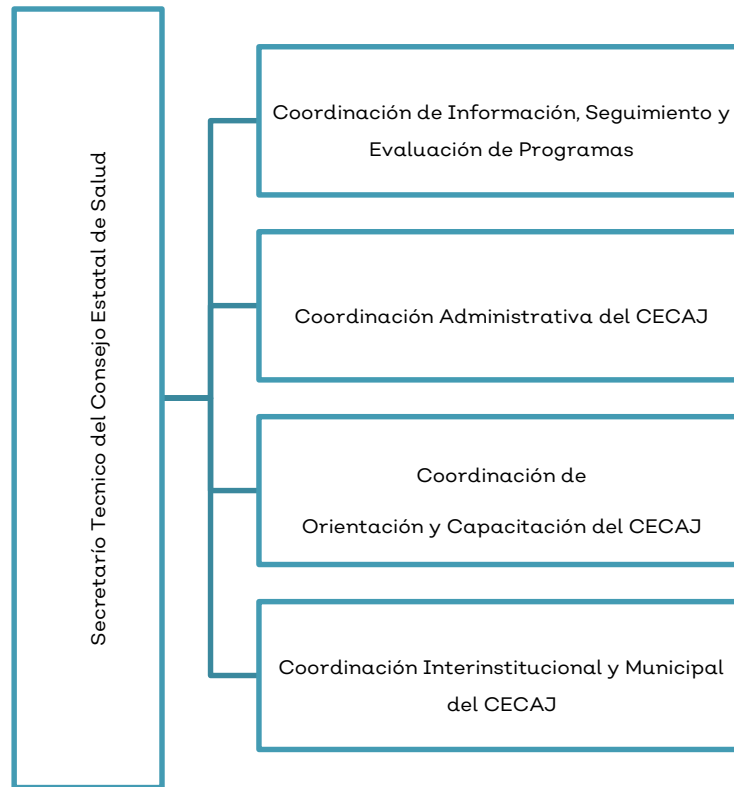 Secretarío Tecnico del Consejo Estatal de Salud
Coordinación de Información, Seguimiento y
Evaluación de Programas
Coordinación Administrativa del CECAJ
Coordinación de
Orientación y Capacitación del CECAJ
Coordinación Interinstitucional y Municipal
del CECAJ